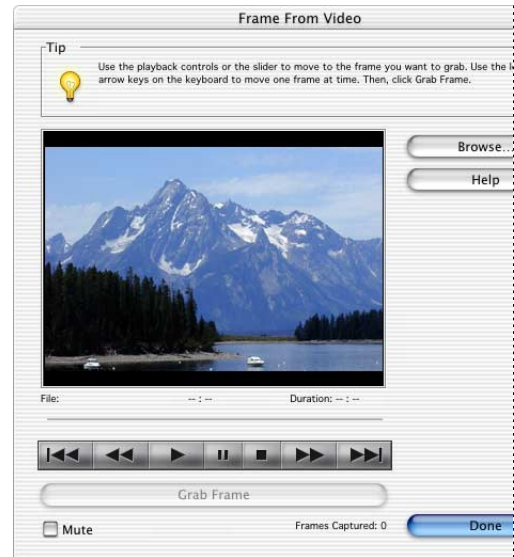 Frame From Video
Tip
Use the playback controls or the slider to move to the frame you want to grab. Use the
arrow keys on the keyboard to move one frame at time. Then, click Grab Frame.
Browse...
Help
File: -- : -- Duration: -- : --
Grab Frame
Mute
Frames Captured: 0
Done